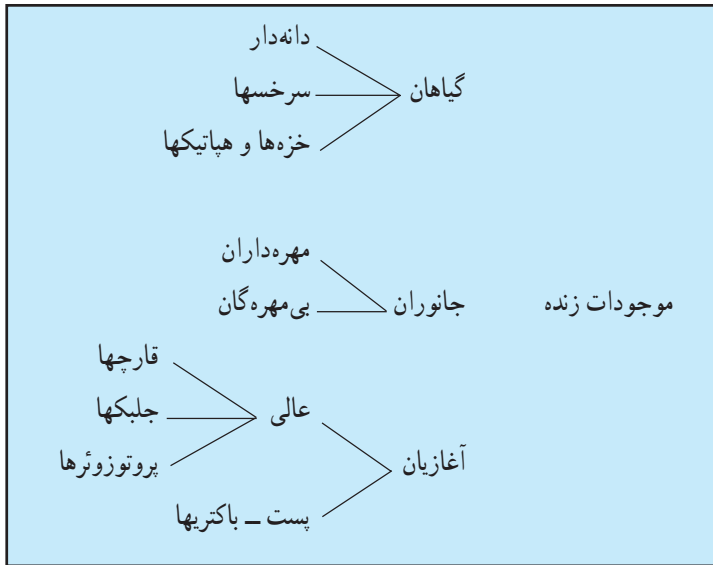 دانه‌دار
گیاهان سرخسها
خزه‌ها و هپاتیکها
مهره‌داران
موجودات زنده جانوران بی‌مهره‌گان
قارچها
عالی جلبکها
آغازیان پروتوزوئرها
پست ـ باکتریها